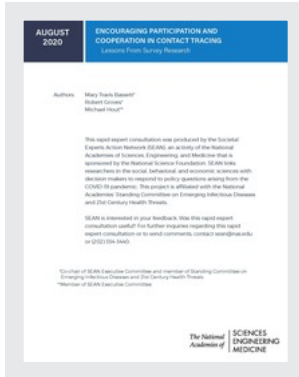 AUGUST
2020
ENCOURAGING PARTICIPATION AND
COOPERATION IN CONTACT TRACING
Lessons From Survey Research
Authors Mary Travis Bassett*
Robert Groves*
Michael Hout**
This rapid expert consultation was produced by the Societal
Experts Action Network (SEAN), an activity of the National
Academies of Sciences, Engineering, and Medicine that is
sponsored by the National Science Foundation. SEAN links
researchers in the social, behavioral, and economic sciences with
decision makers to respond to policy questions arising from the
COVID-19 pandemic. This project is affiliated with the National
Academies' Standing Committee on Emerging Infectious Diseases
and 21st Century Health Threats.
SEAN is interested in your feedback. Was this rapid expert
consultation useful? For further inquiries regarding this rapid
expert consultation or to send comments, contact sean@nas.edu
or (202) 334-3440.
*Co-chair of SEAN Executive Committee and member of Standing Committee on
Emerging Infectious Diseases and 21st Century Health Threats
**Member of SEAN Executive Committee
The National
Academies of
SCIENCES
ENGINEERING
MEDICINE